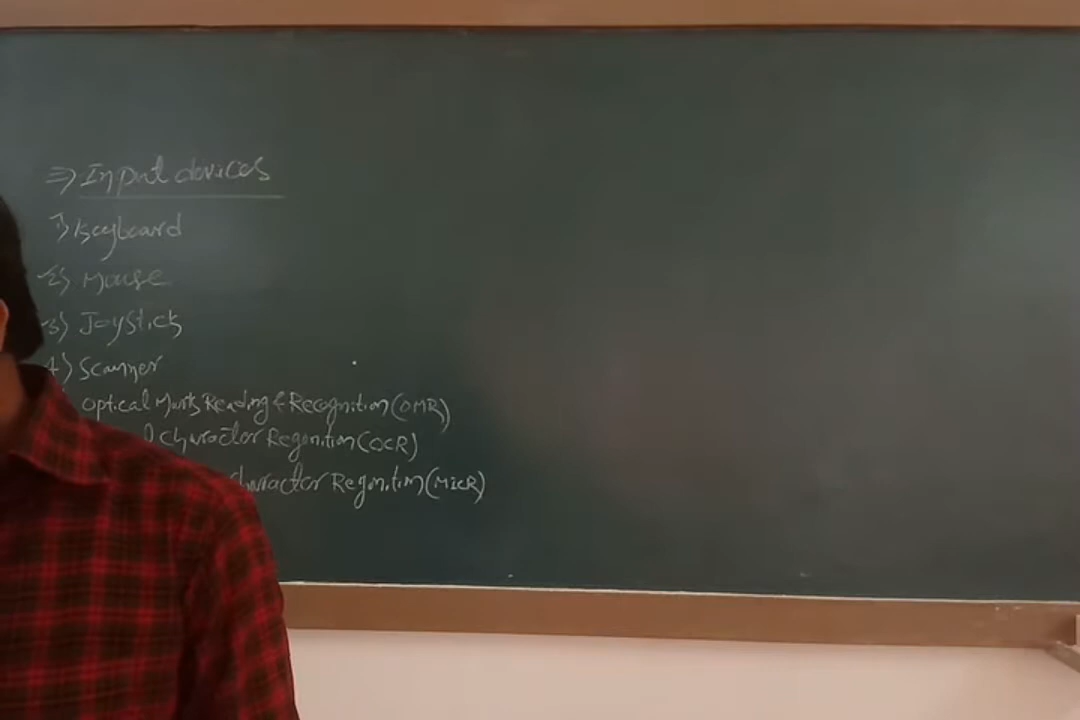 => Input devices
1) Keyboard
2) Mouse
3) Joystick
4) Scanner
Optical Mark Reading & Recognition (OMR)
l Character Regonition (OCR)
character Regonition (MICR)